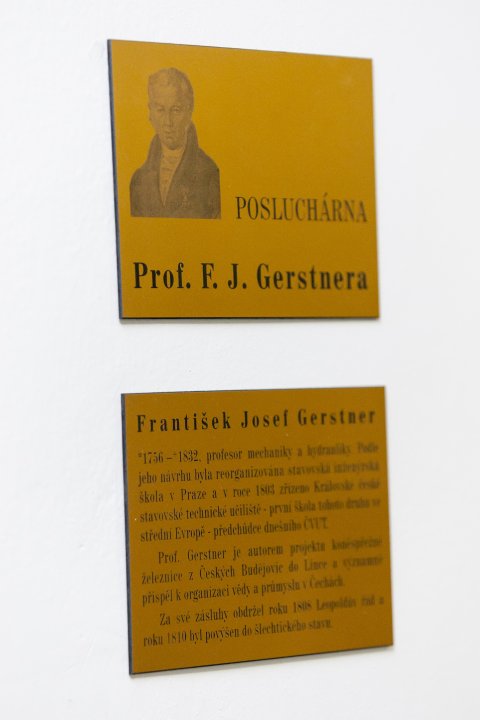 POSLUCHÁRNA
Prof. F. J. Gerstnera
František Josef Gerstner
*1756 – *1832, profesor mechaniky a hydrauliky. Podle
jeho návrhu byla reorganizována stavovská inženýrská
škola v Praze a v roce 1803 zřízeno Královské české
stavovské technické učiliště - první škola tohoto druhu ve
střední Evropě - předchůdce dnešního ČVUT.
Prof. Gerstner je autorem projektu koněspřežné
železnice z Českých Budějovic do Lince a významně
přispěl k organizaci vědy a průmyslu v Čechách.
Za své zásluhy obdržel roku 1808 Leopoldův řád a
roku 1810 byl povýšen do šlechtického stavu.